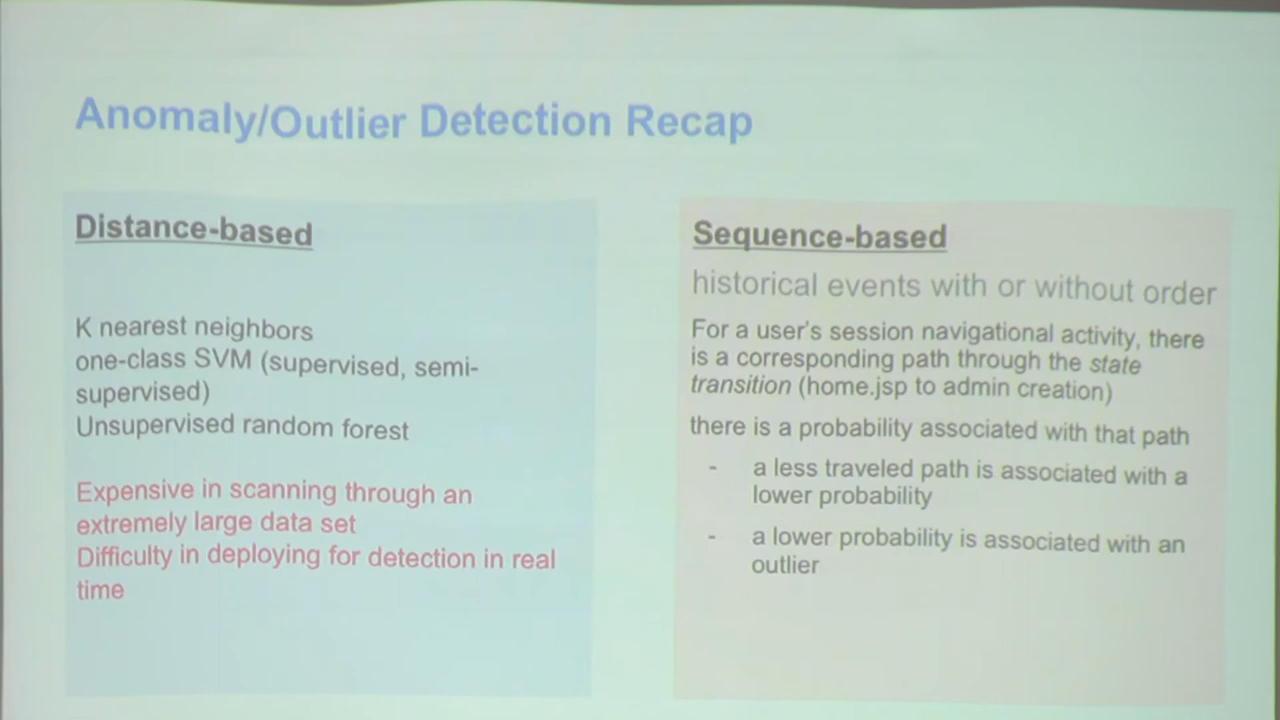 Anomaly/Outlier Detection Recap
Distance-based
K nearest neighbors
one-class SVM (supervised, semi-
supervised)
Unsupervised random forest
Expensive in scanning through an
extremely large data set
Difficulty in deploying for detection in real
time
Sequence-based
historical events with or without order
For a user's session navigational activity, there
is a corresponding path through the state
transition (home.jsp to admin creation)
there is a probability associated with that path
- a less traveled path is associated with a
lower probability
- a lower probability is associated with an
outlier